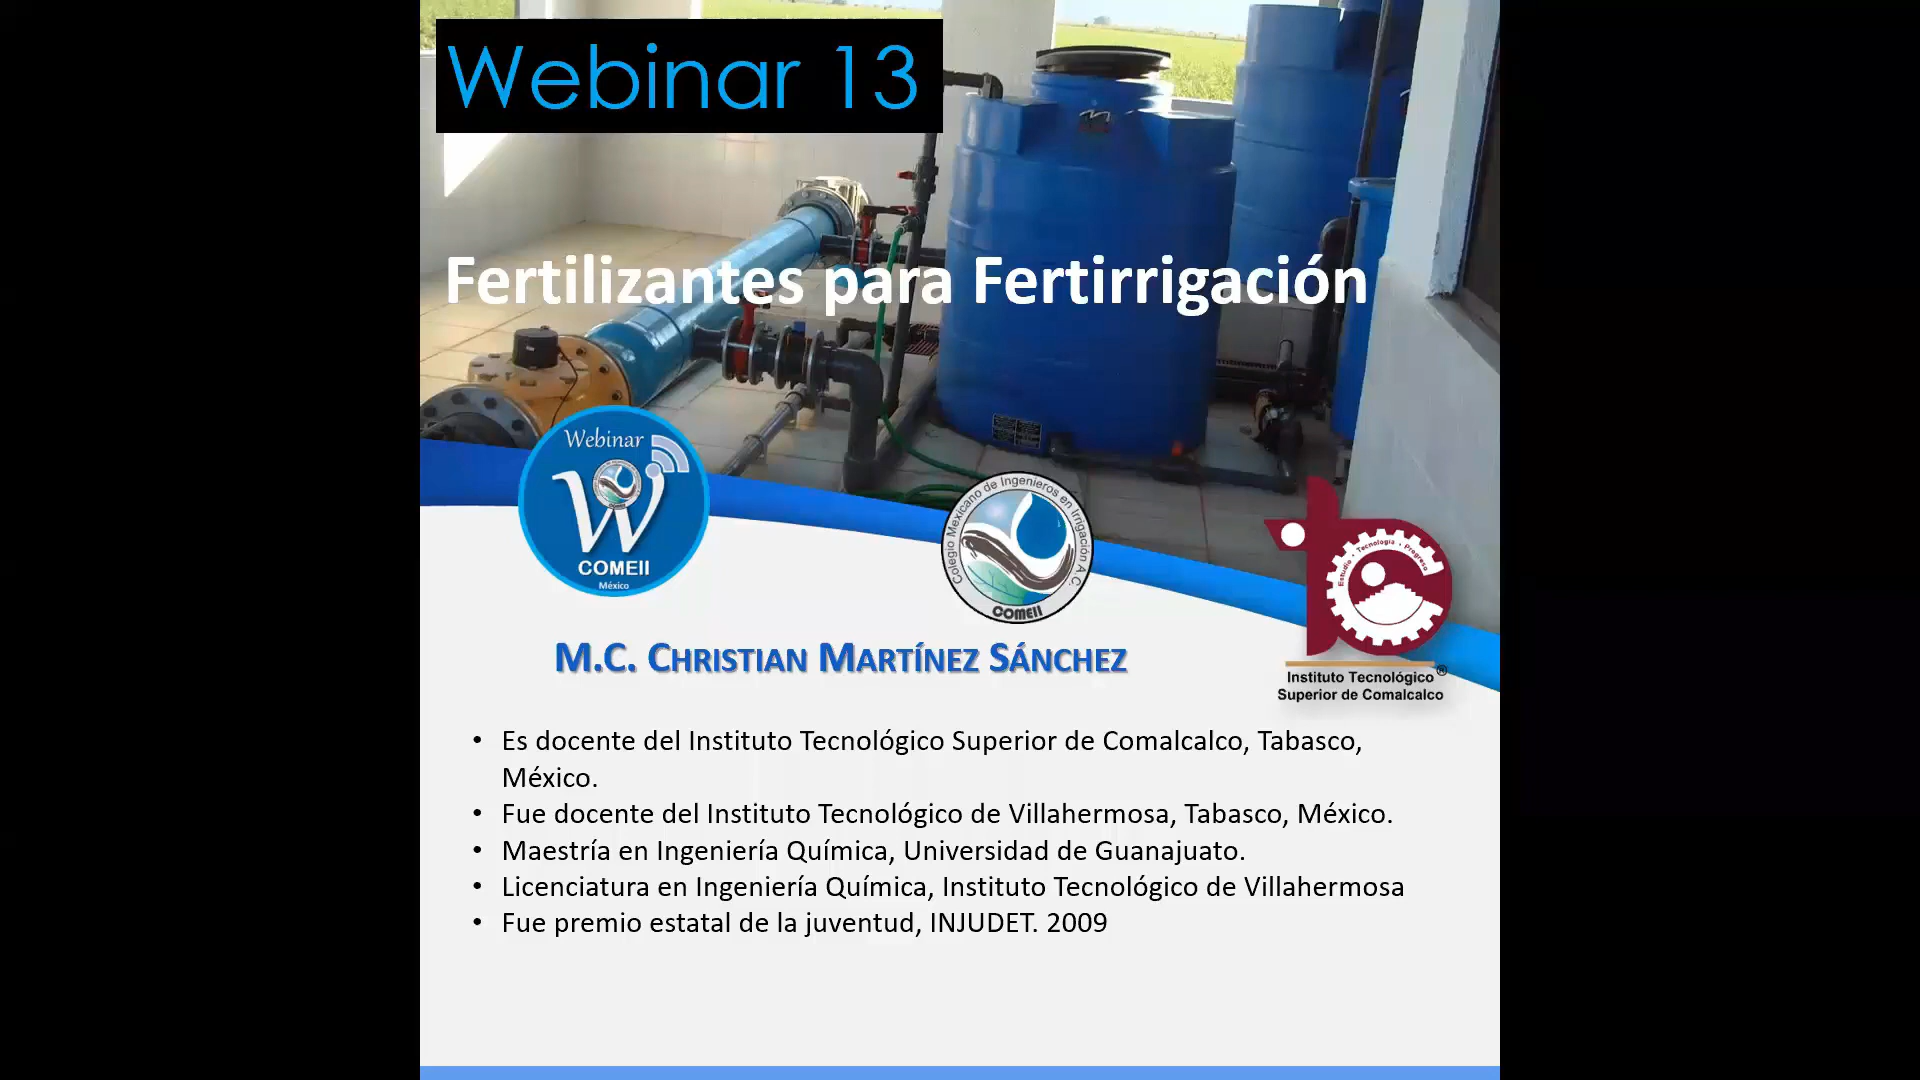 Webinar 13
Fertilizantes para Fertirrigación
Webinar
W
COMEII
México
Colegio Mexicano de Ingenieros en Irrigación A.C.
COMEII
Estudio • Tecnología • Progreso
Instituto Tecnológico ®
Superior de Comalcalco
M.C. CHRISTIAN MARTÍNEZ SÁNCHEZ
• Es docente del Instituto Tecnológico Superior de Comalcalco, Tabasco,
México.
• Fue docente del Instituto Tecnológico de Villahermosa, Tabasco, México.
• Maestría en Ingeniería Química, Universidad de Guanajuato.
• Licenciatura en Ingeniería Química, Instituto Tecnológico de Villahermosa
• Fue premio estatal de la juventud, INJUDET. 2009